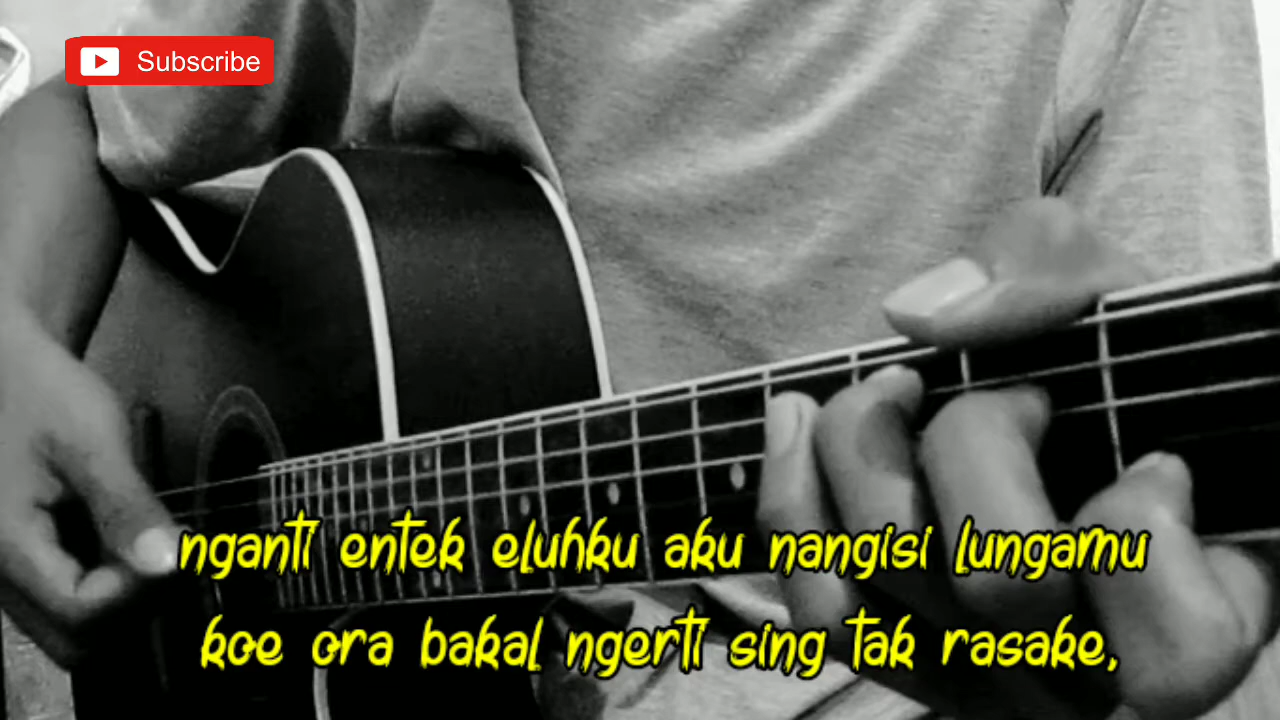 Subscribe
nganti entek eluhku aku nangisi lungamu
koe ora bakal ngerti sing tak rasake,